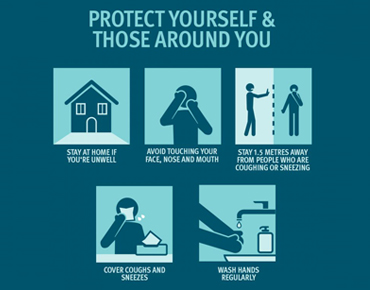 PROTECT YOURSELF &
THOSE AROUND YOU
STAY AT HOME IF
YOU'RE UNWELL
AVOID TOUCHING YOUR
FACE, NOSE AND MOUTH
STAY 1.5 METRES AWAY
FROM PEOPLE WHO ARE
COUGHING OR SNEEZING
COVER COUGHS AND
SNEEZES
WASH HANDS
REGULARLY